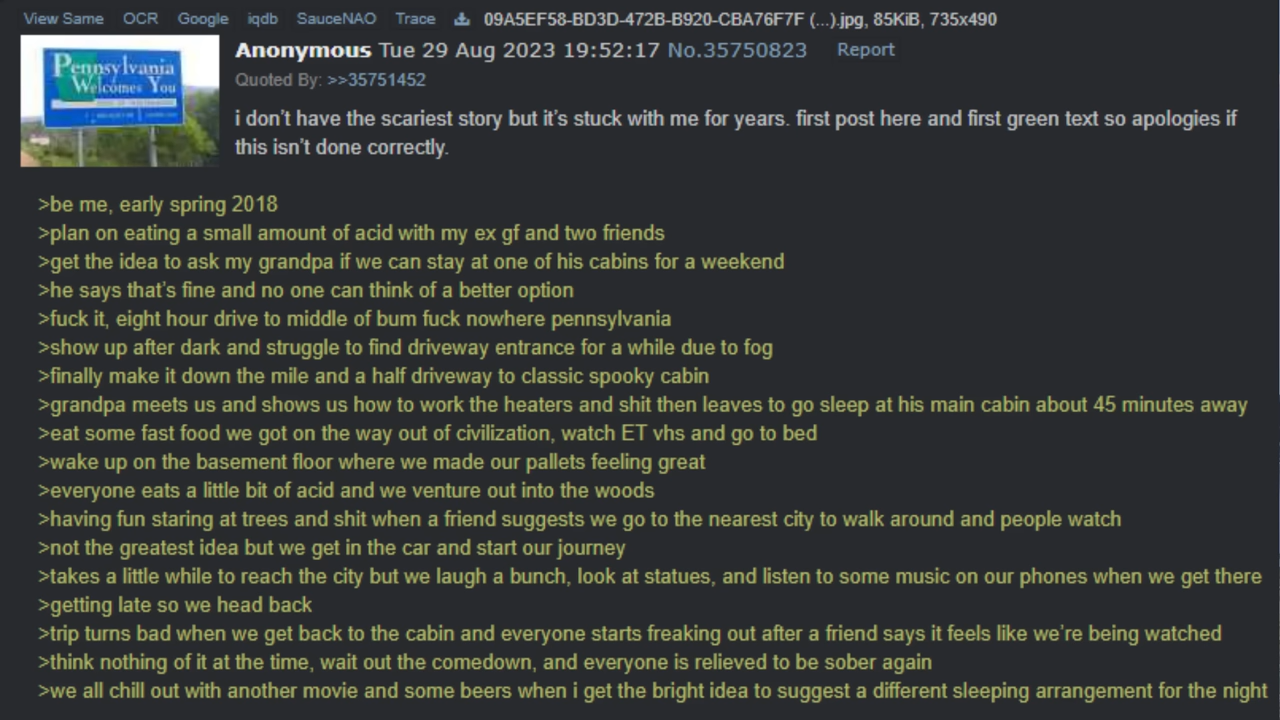 View Same OCR Google iqdb SauceNAO Trace 09A5EF58-BD3D-472B-B920-CBA76F7F (...).jpg, 85KiB, 735x490
Pennsylvania
Welcomes You
Anonymous Tue 29 Aug 2023 19:52:17 No.35750823 Report
Quoted By: >>35751452
i don’t have the scariest story but it’s stuck with me for years. first post here and first green text so apologies if
this isn’t done correctly.
>be me, early spring 2018
>plan on eating a small amount of acid with my ex gf and two friends
>get the idea to ask my grandpa if we can stay at one of his cabins for a weekend
>he says that’s fine and no one can think of a better option
>fuck it, eight hour drive to middle of bum fuck nowhere pennsylvania
>show up after dark and struggle to find driveway entrance for a while due to fog
>finally make it down the mile and a half driveway to classic spooky cabin
>grandpa meets us and shows us how to work the heaters and shit then leaves to go sleep at his main cabin about 45 minutes away
>eat some fast food we got on the way out of civilization, watch ET vhs and go to bed
>wake up on the basement floor where we made our pallets feeling great
>everyone eats a little bit of acid and we venture out into the woods
>having fun staring at trees and shit when a friend suggests we go to the nearest city to walk around and people watch
>not the greatest idea but we get in the car and start our journey
>takes a little while to reach the city but we laugh a bunch, look at statues, and listen to some music on our phones when we get there
>getting late so we head back
>trip turns bad when we get back to the cabin and everyone starts freaking out after a friend says it feels like we’re being watched
>think nothing of it at the time, wait out the comedown, and everyone is relieved to be sober again
>we all chill out with another movie and some beers when i get the bright idea to suggest a different sleeping arrangement for the night